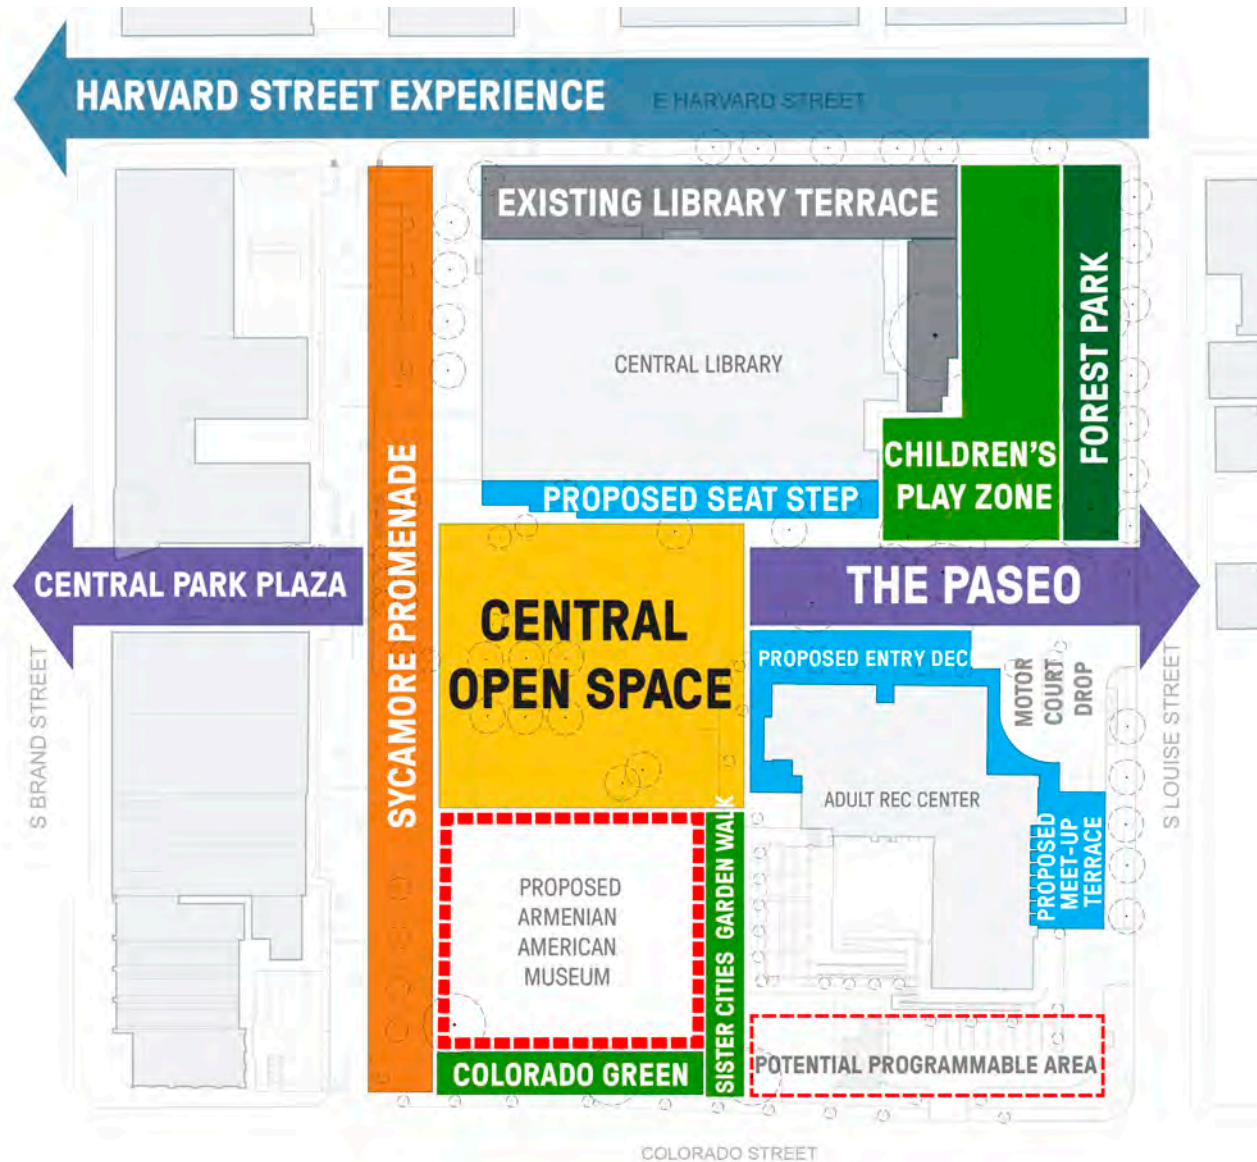 HARVARD STREET EXPERIENCE
E HARVARD STREET
EXISTING LIBRARY TERRACE
CENTRAL LIBRARY
FOREST PARK
CHILDREN'S
PLAY ZONE
PROPOSED SEAT STEP
SYCAMORE PROMENADE
CENTRAL PARK PLAZA
THE PASEO
CENTRAL
OPEN SPACE
PROPOSED ENTRY DEC
MOTOR
COURT
DROP
S BRAND STREET
S LOUISE STREET
ADULT REC CENTER
PROPOSED
MEET-UP
TERRACE
PROPOSED
ARMENIAN
AMERICAN
MUSEUM
SISTER CITIES GARDEN WALK
COLORADO GREEN
POTENTIAL PROGRAMMABLE AREA
COLORADO STREET